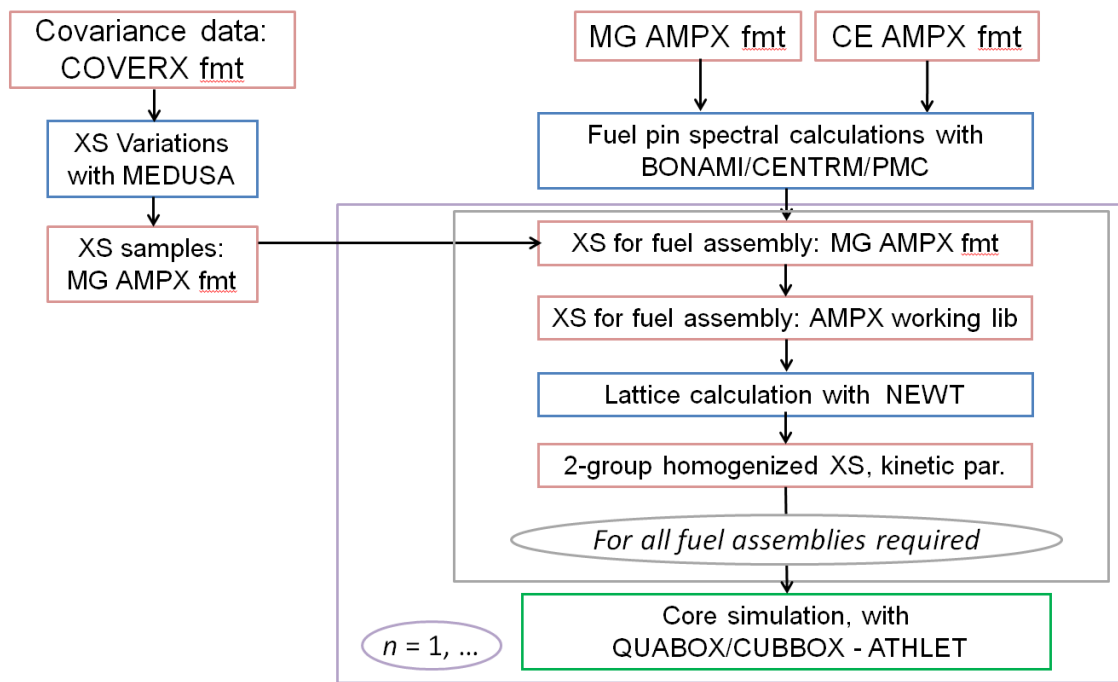 Covariance data:
COVERX fmt
XS Variations
with MEDUSA
XS samples:
MG AMPX fmt
MG AMPX fmt
CE AMPX fmt
Fuel pin spectral calculations with
BONAMI/CENTRM/PMC
XS for fuel assembly: MG AMPX fmt
XS for fuel assembly: AMPX working lib
Lattice calculation with NEWT
2-group homogenized XS, kinetic par.
For all fuel assemblies required
Core simulation, with
QUABOX/CUBBOX - ATHLET
n = 1, ...